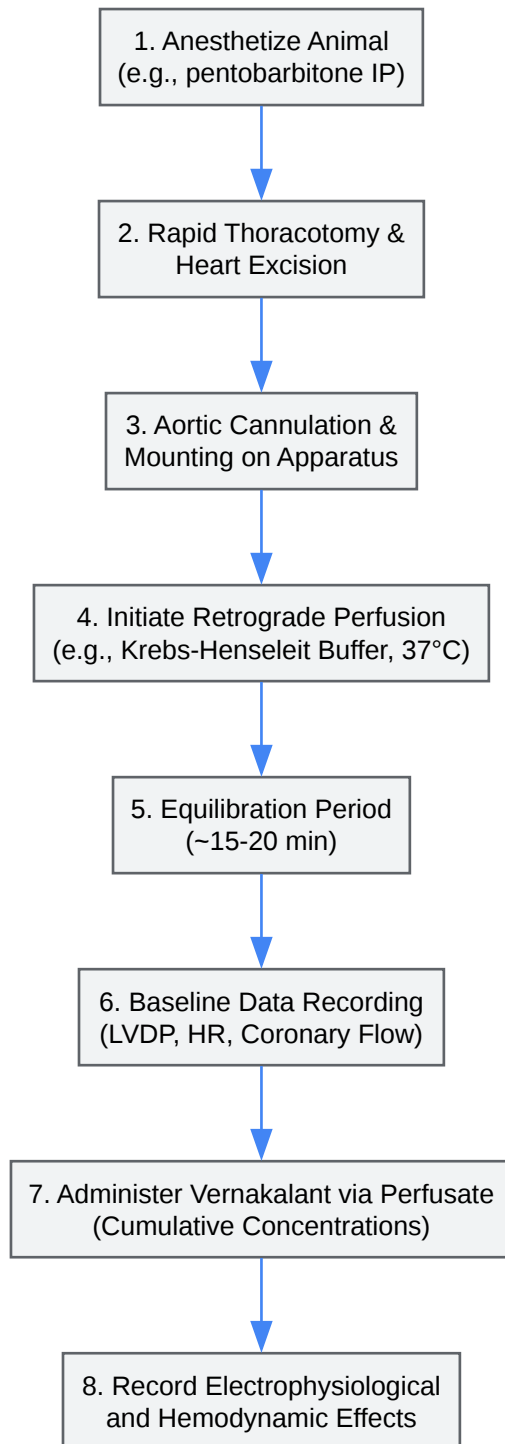 1. Anesthetize Animal
(e.g., pentobarbitone IP)
2. Rapid Thoracotomy &
Heart Excision
3. Aortic Cannulation &
Mounting on Apparatus
4. Initiate Retrograde Perfusion
(e.g., Krebs-Henseleit Buffer, 37°C)
5. Equilibration Period
(~15-20 min)
6. Baseline Data Recording
(LVDP, HR, Coronary Flow)
7. Administer Vernakalant via Perfusate
(Cumulative Concentrations)
8. Record Electrophysiological
and Hemodynamic Effects